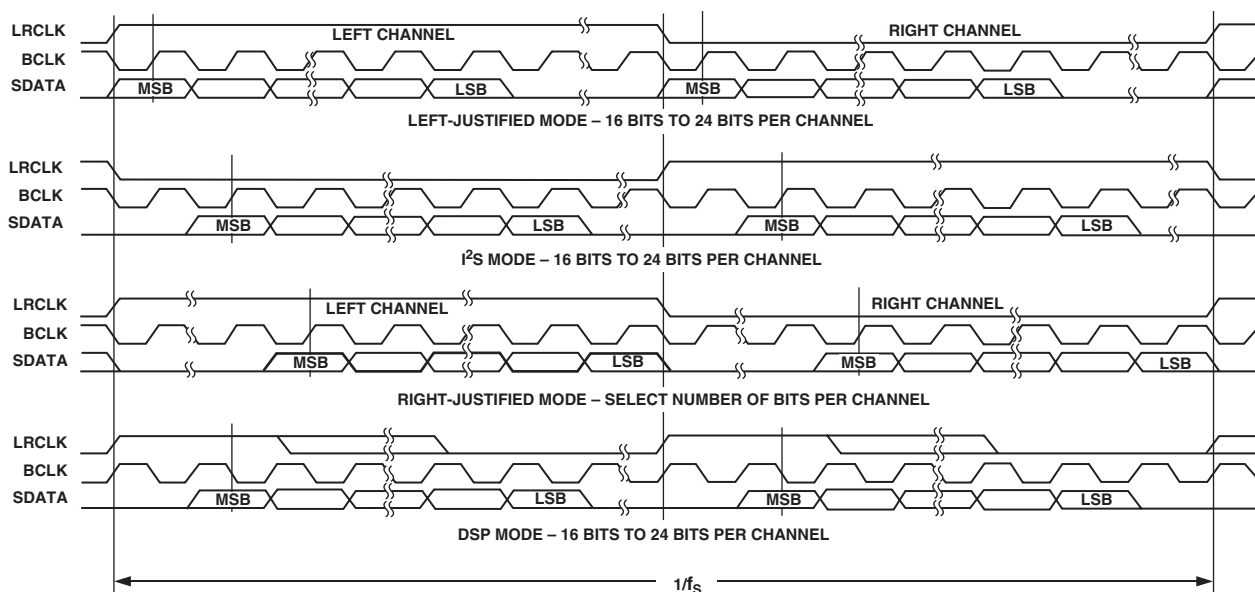 LRCLK
LEFT CHANNEL
RIGHT CHANNEL
BCLK
SDATA
MSB
LSB
MSB
LSB
LEFT-JUSTIFIED MODE – 16 BITS TO 24 BITS PER CHANNEL
LRCLK
BCLK
SDATA
MSB
LSB
MSB
LSB
I²S MODE – 16 BITS TO 24 BITS PER CHANNEL
LRCLK
LEFT CHANNEL
RIGHT CHANNEL
BCLK
SDATA
MSB
LSB
MSB
LSB
RIGHT-JUSTIFIED MODE – SELECT NUMBER OF BITS PER CHANNEL
LRCLK
BCLK
SDATA
MSB
LSB
MSB
LSB
DSP MODE – 16 BITS TO 24 BITS PER CHANNEL
1/fS